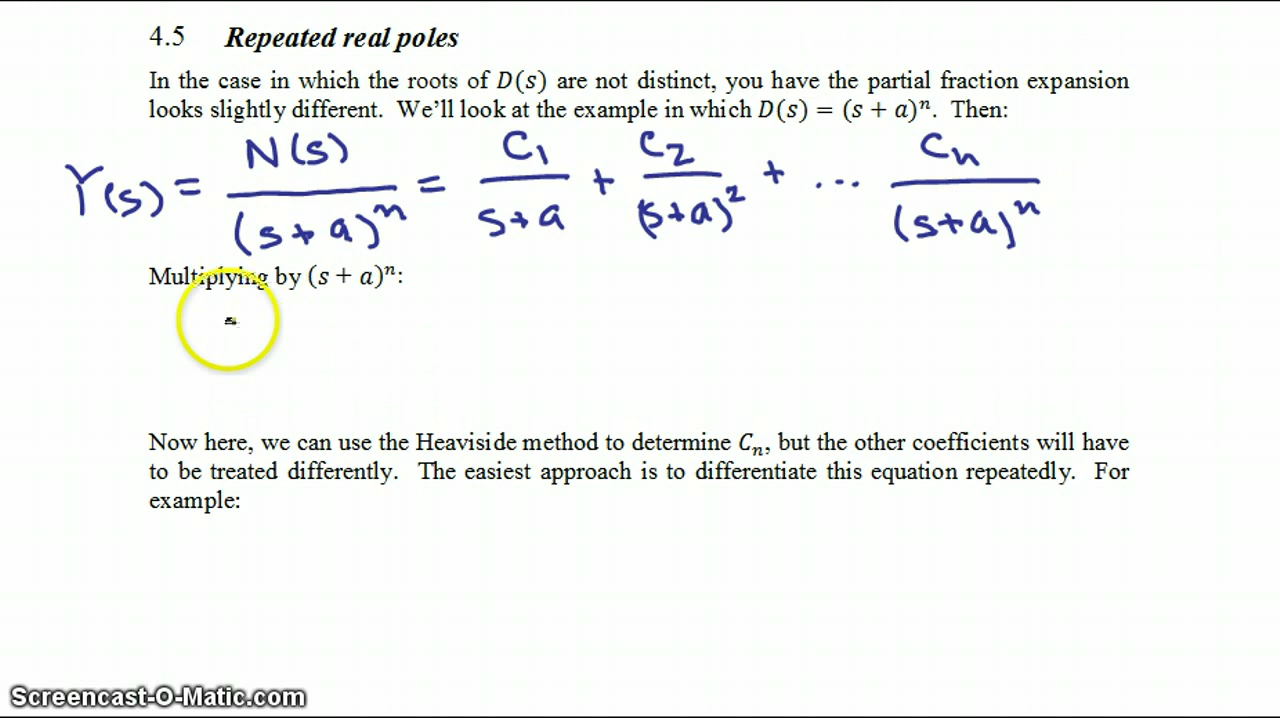 4.5 Repeated real poles
In the case in which the roots of D(s) are not distinct, you have the partial fraction expansion
looks slightly different. We'll look at the example in which D(s) = (s + a)ⁿ. Then:
Y(s) = N(s)/(s+a)ⁿ = C₁/s+a + C₂/(s+a)² + ... Cₙ/(s+a)ⁿ
Multiplying by (s + a)ⁿ:
Now here, we can use the Heaviside method to determine Cₙ, but the other coefficients will have
to be treated differently. The easiest approach is to differentiate this equation repeatedly. For
example:
Screencast-O-Matic.com